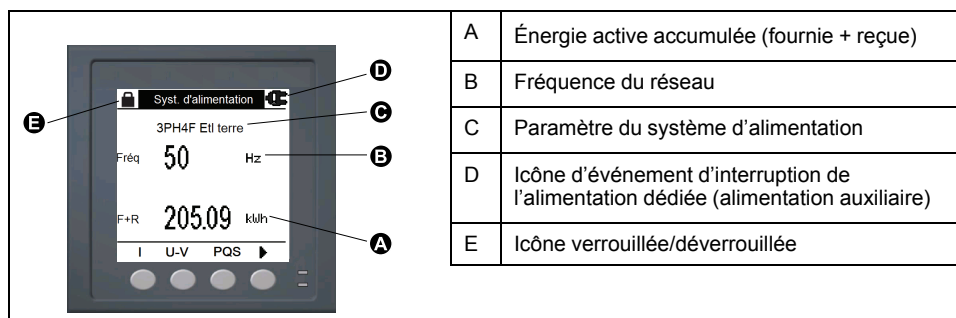 Syst. d'alimentation
3PH4F Etl terre
Fréq 50 Hz
F+R 205.09 kWh
I U-V PQS
E
D
C
B
A
A Énergie active accumulée (fournie + reçue)
B Fréquence du réseau
C Paramètre du système d'alimentation
D Icône d'événement d'interruption de
l'alimentation dédiée (alimentation auxiliaire)
E Icône verrouillée/déverrouillée